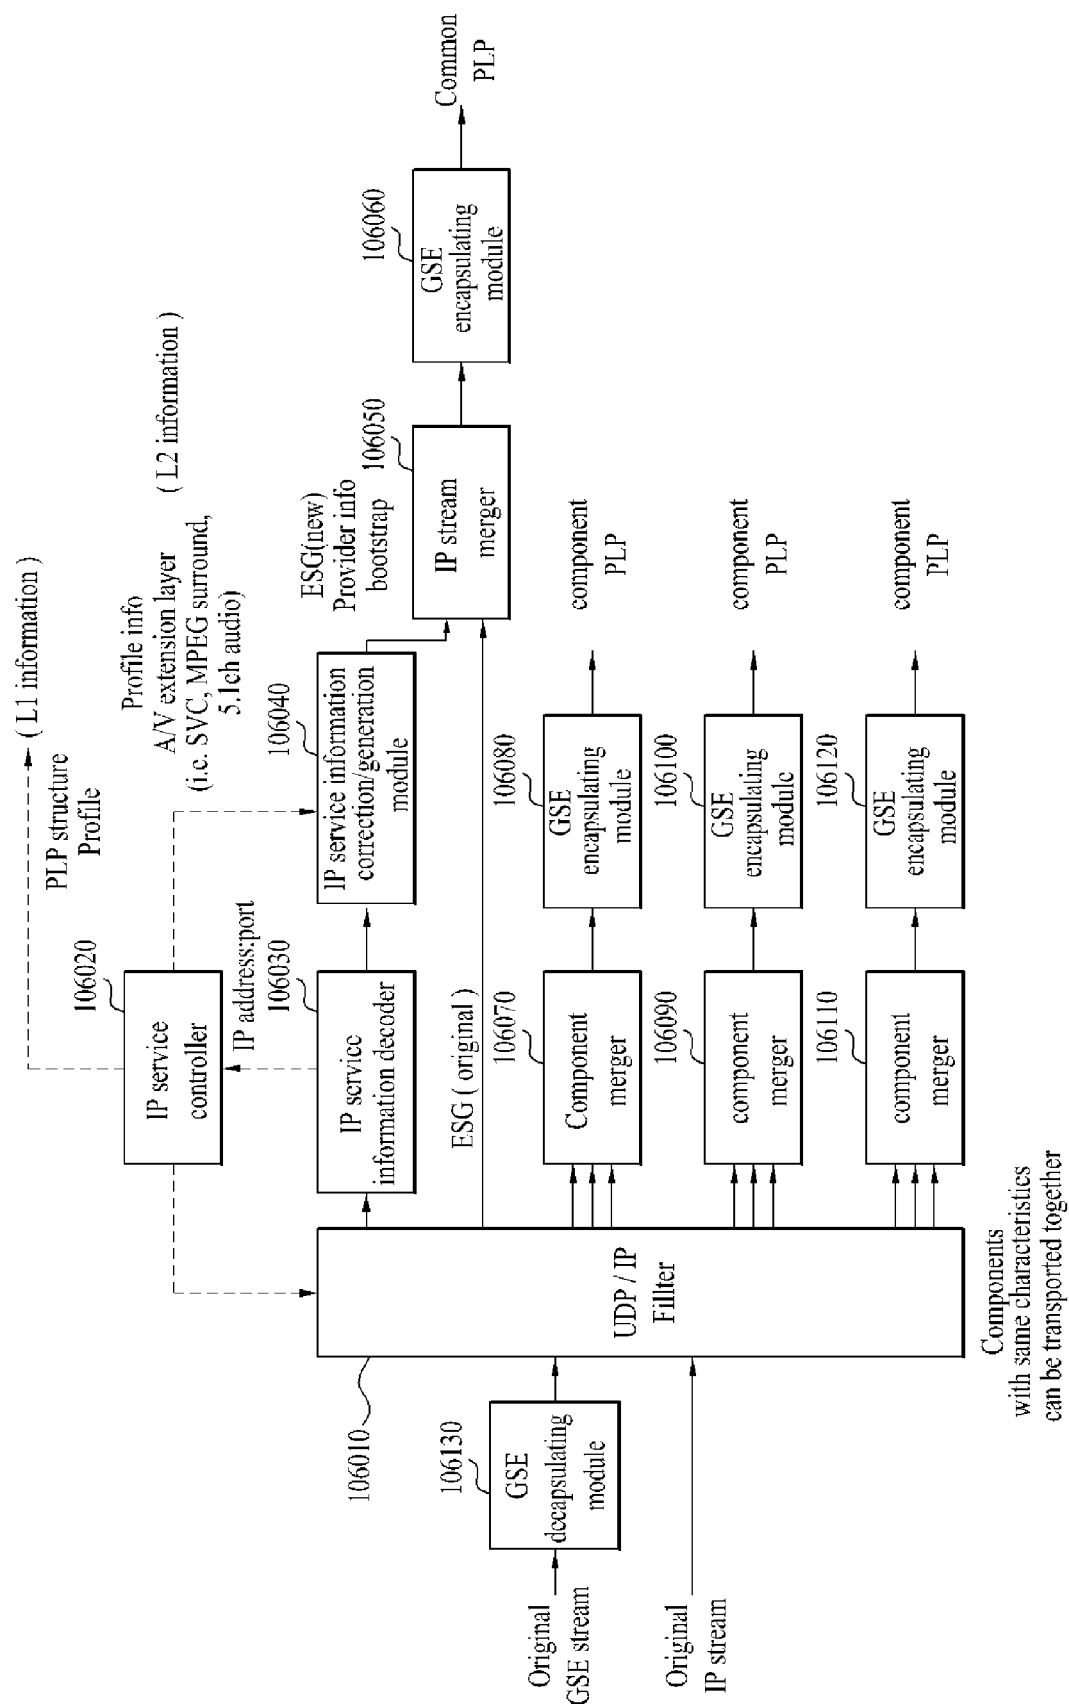 ( L1 information )
PLP structure
Profile
Profile info
A/V extension layer
(i.e. SVC, MPEG surround,
5.1ch audio)
( L2 information )
106020
IP service
controller
IP address:port
106030
IP service
information decoder
106040
IP service information
correction/generation
module
ESG(new)
Provider info
bootstrap
106050
IP stream
merger
106060
GSE
encapsulating
module
Common
PLP
ESG ( original )
106010
UDP / IP
Fillter
106130
GSE
decapsulating
module
Original
GSE stream
Original
IP stream
106070
Component
merger
106080
GSE
encapsulating
module
component
PLP
106090
component
merger
106100
GSE
encapsulating
module
component
PLP
106110
component
merger
106120
GSE
encapsulating
module
component
PLP
Components
with same characteristics
can be transported together